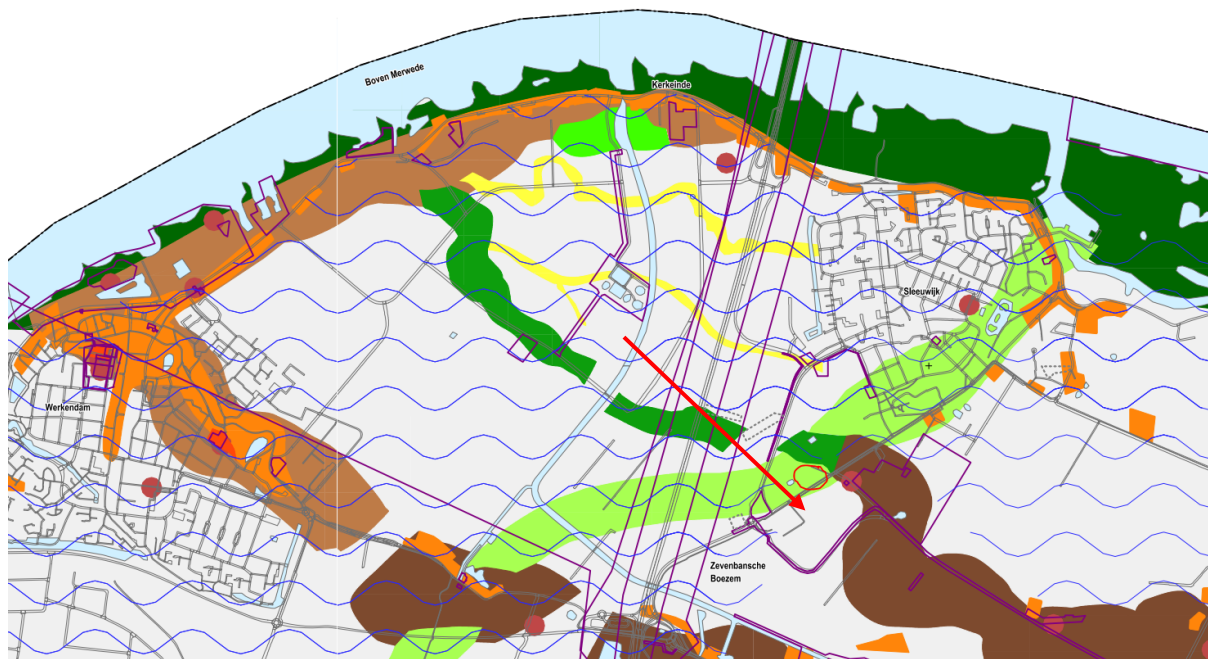 Boven Merwede
Kerkeinde
Sleeuwijk
Werkendam
Zevenbansche
Boezem